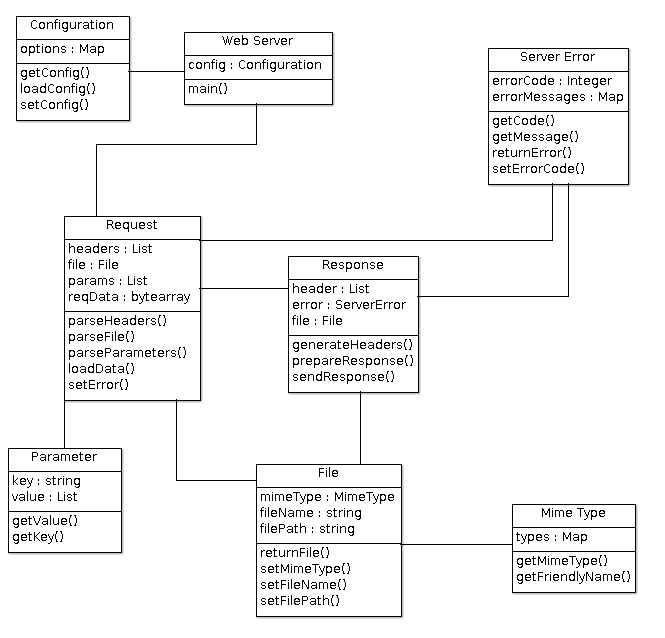 Configuration
options : Map
getConfig()
loadConfig()
setConfig()
Web Server
config : Configuration
main()
Server Error
errorCode : Integer
errorMessages : Map
getCode()
getMessage()
returnError()
setErrorCode()
Request
headers : List
file : File
params : List
reqData : bytearray
parseHeaders()
parseFile()
parseParameters()
loadData()
setError()
Response
header : List
error : ServerError
file : File
generateHeaders()
prepareResponse()
sendResponse()
Parameter
key : string
value : List
getValue()
getKey()
File
mimeType : MimeType
fileName : string
filePath : string
returnFile()
setMimeType()
setFileName()
setFilePath()
Mime Type
types : Map
getMimeType()
getFriendlyName()